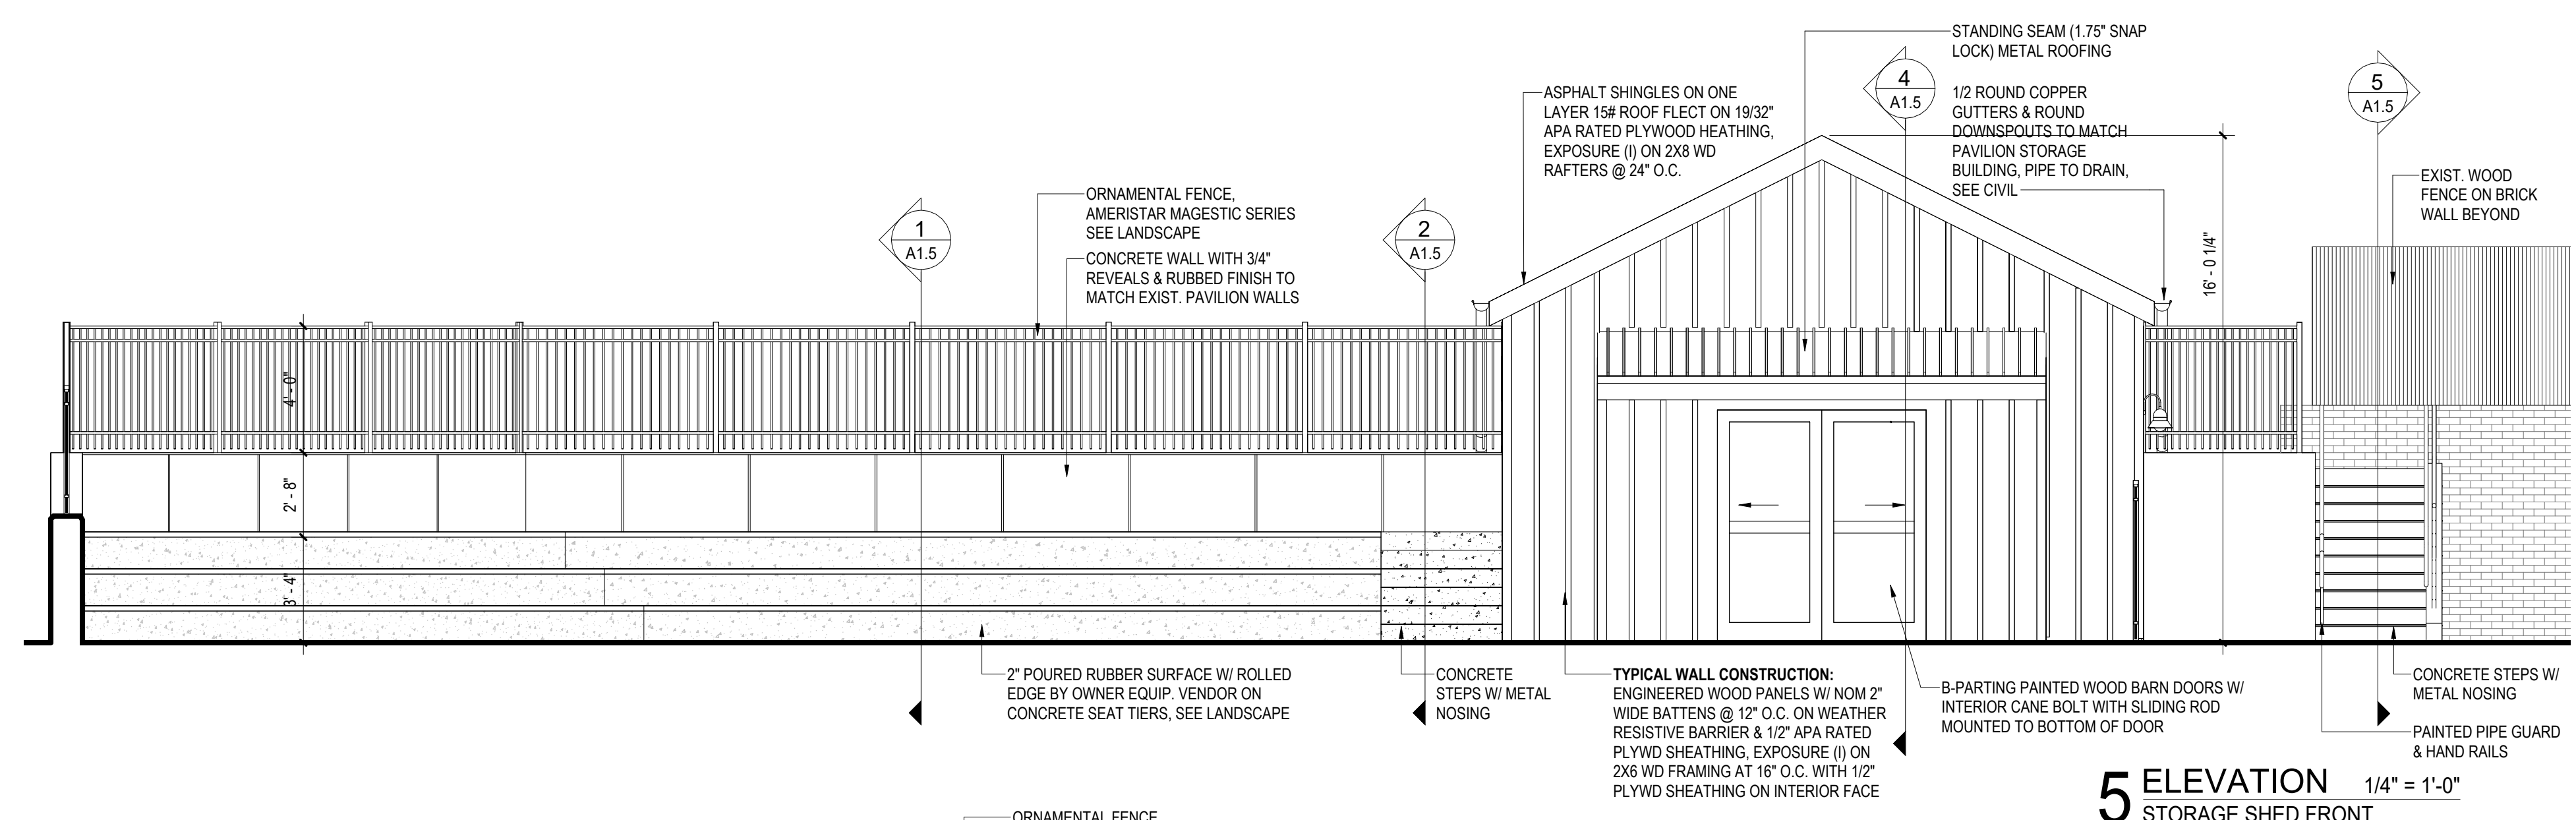 STANDING SEAM (1.75" SNAP
LOCK) METAL ROOFING
ASPHALT SHINGLES ON ONE
LAYER 15# ROOF FLECT ON 19/32"
APA RATED PLYWOOD HEATHING,
EXPOSURE (I) ON 2X8 WD
RAFTERS @ 24" O.C.
4
A1.5
1/2 ROUND COPPER
GUTTERS & ROUND
DOWNSPOUTS TO MATCH
PAVILION STORAGE
BUILDING, PIPE TO DRAIN,
SEE CIVIL
5
A1.5
EXIST. WOOD
FENCE ON BRICK
WALL BEYOND
ORNAMENTAL FENCE,
AMERISTAR MAGESTIC SERIES
SEE LANDSCAPE
CONCRETE WALL WITH 3/4"
REVEALS & RUBBED FINISH TO
MATCH EXIST. PAVILION WALLS
1
A1.5
2
A1.5
16' - 0 1/4"
4' - 0"
2' - 8"
3' - 4"
2" POURED RUBBER SURFACE W/ ROLLED
EDGE BY OWNER EQUIP. VENDOR ON
CONCRETE SEAT TIERS, SEE LANDSCAPE
CONCRETE
STEPS W/ METAL
NOSING
TYPICAL WALL CONSTRUCTION:
ENGINEERED WOOD PANELS W/ NOM 2"
WIDE BATTENS @ 12" O.C. ON WEATHER
RESISTIVE BARRIER & 1/2" APA RATED
PLYWD SHEATHING, EXPOSURE (I) ON
2X6 WD FRAMING AT 16" O.C. WITH 1/2"
PLYWD SHEATHING ON INTERIOR FACE
B-PARTING PAINTED WOOD BARN DOORS W/
INTERIOR CANE BOLT WITH SLIDING ROD
MOUNTED TO BOTTOM OF DOOR
CONCRETE STEPS W/
METAL NOSING
PAINTED PIPE GUARD
& HAND RAILS
5 ELEVATION 1/4" = 1'-0"
STORAGE SHED FRONT
ORNAMENTAL FENCE